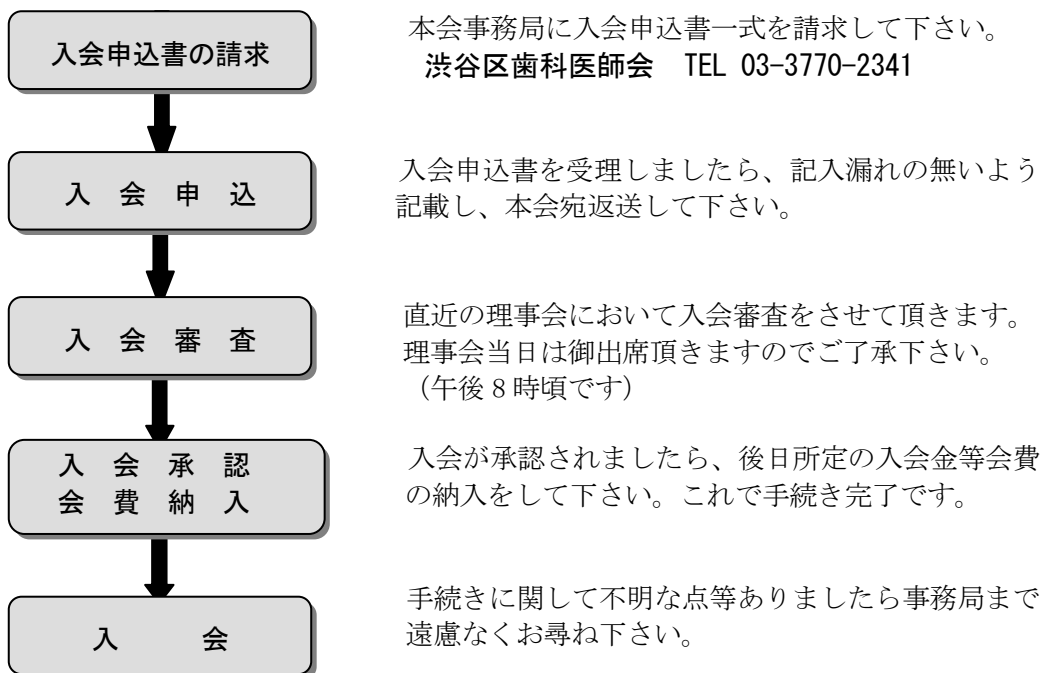 入会申込書の請求
本会事務局に入会申込書一式を請求して下さい。
渋谷区歯科医師会　TEL 03-3770-2341
入　会　申　込
入会申込書を受理しましたら、記入漏れの無いよう
記載し、本会宛返送して下さい。
入　会　審　査
直近の理事会において入会審査をさせて頂きます。
理事会当日は御出席頂きますのでご了承下さい。
（午後８時頃です）
入　会　承　認
会　費　納　入
入会が承認されましたら、後日所定の入会金等会費
の納入をして下さい。これで手続き完了です。
入　　　会
手続きに関して不明な点等ありましたら事務局まで
遠慮なくお尋ね下さい。